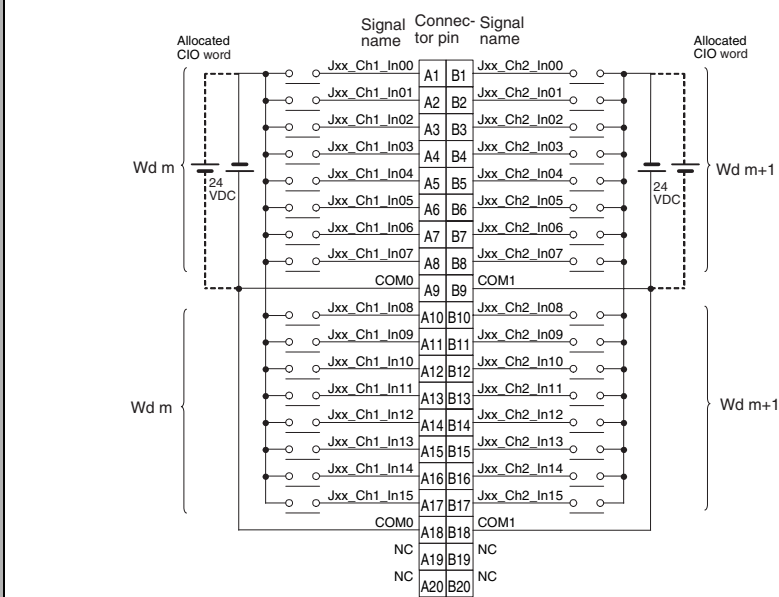 Signal name Connec- tor pin Signal name
Allocated CIO word Allocated CIO word
Jxx_Ch1_In00 A1 B1 Jxx_Ch2_In00
Jxx_Ch1_In01 A2 B2 Jxx_Ch2_In01
Jxx_Ch1_In02 A3 B3 Jxx_Ch2_In02
Jxx_Ch1_In03 A4 B4 Jxx_Ch2_In03
Wd m Wd m+1
24 VDC Jxx_Ch1_In04 A5 B5 Jxx_Ch2_In04 24 VDC
Jxx_Ch1_In05 A6 B6 Jxx_Ch2_In05
Jxx_Ch1_In06 A7 B7 Jxx_Ch2_In06
Jxx_Ch1_In07 A8 B8 Jxx_Ch2_In07
COM0 A9 B9 COM1
Jxx_Ch1_In08 A10 B10 Jxx_Ch2_In08
Jxx_Ch1_In09 A11 B11 Jxx_Ch2_In09
Jxx_Ch1_In10 A12 B12 Jxx_Ch2_In10
Jxx_Ch1_In11 A13 B13 Jxx_Ch2_In11
Wd m Wd m+1
Jxx_Ch1_In12 A14 B14 Jxx_Ch2_In12
Jxx_Ch1_In13 A15 B15 Jxx_Ch2_In13
Jxx_Ch1_In14 A16 B16 Jxx_Ch2_In14
Jxx_Ch1_In15 A17 B17 Jxx_Ch2_In15
COM0 A18 B18 COM1
NC A19 B19 NC
NC A20 B20 NC